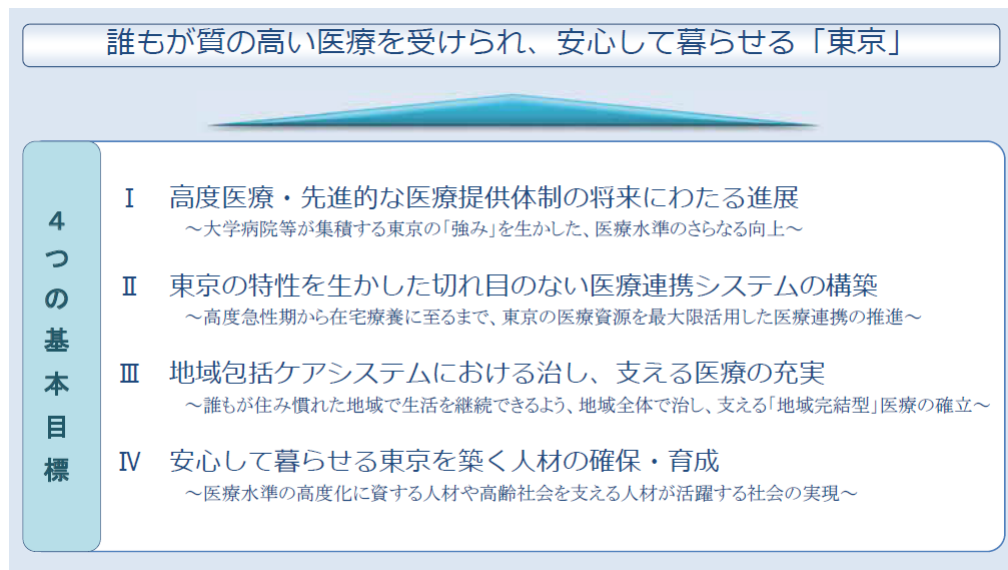 誰もが質の高い医療を受けられ、安心して暮らせる「東京」
4つの基本目標
Ⅰ 高度医療・先進的な医療提供体制の将来にわたる進展
～大学病院等が集積する東京の「強み」を生かした、医療水準のさらなる向上～
Ⅱ 東京の特性を生かした切れ目のない医療連携システムの構築
～高度急性期から在宅療養に至るまで、東京の医療資源を最大限活用した医療連携の推進～
Ⅲ 地域包括ケアシステムにおける治し、支える医療の充実
～誰もが住み慣れた地域で生活を継続できるよう、地域全体で治し、支える「地域完結型」医療の確立～
Ⅳ 安心して暮らせる東京を築く人材の確保・育成
～医療水準の高度化に資する人材や高齢社会を支える人材が活躍する社会の実現～